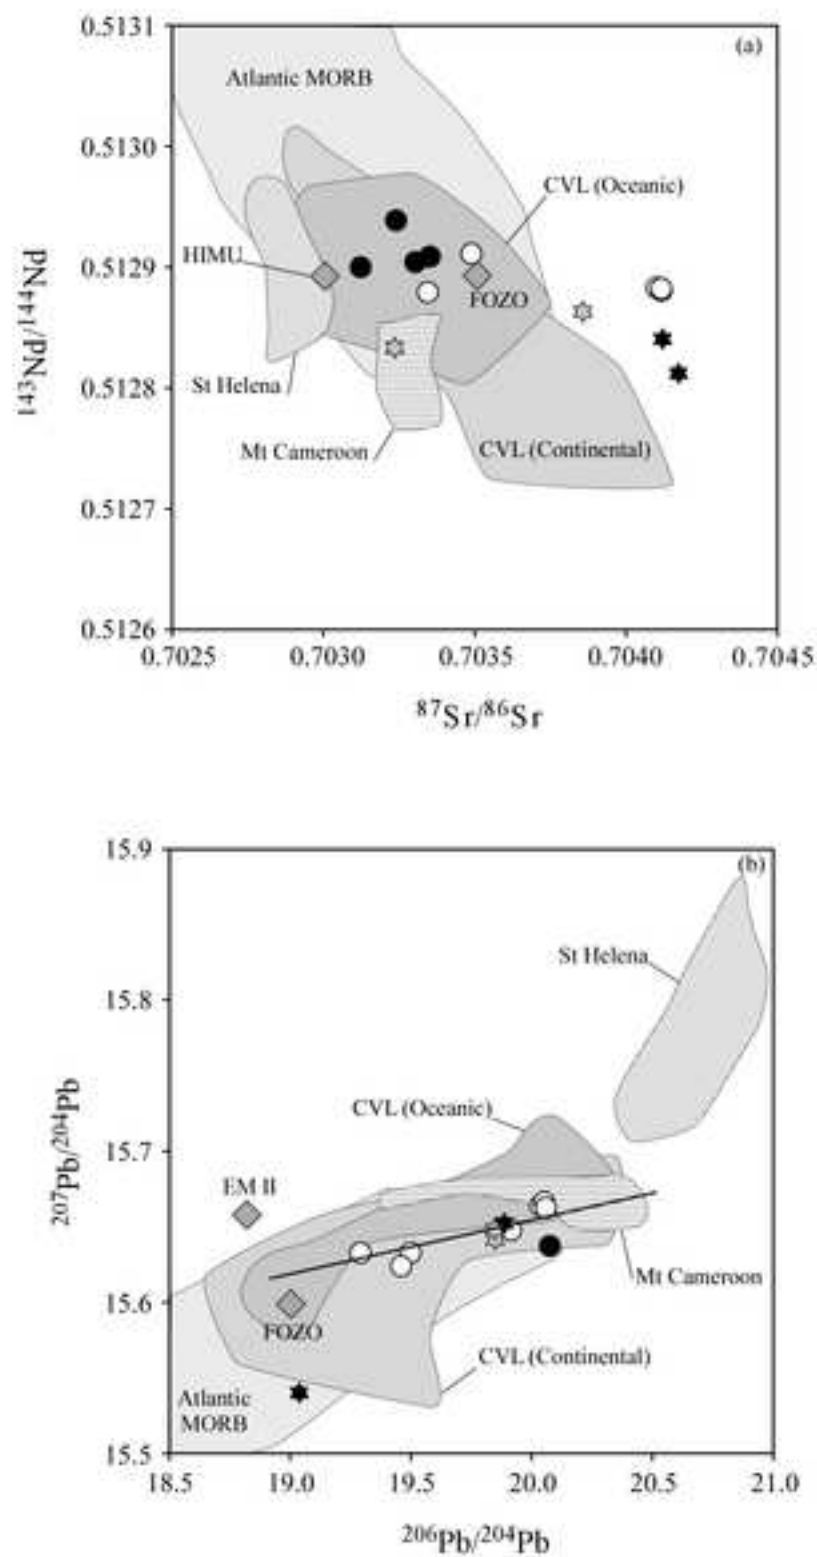 0.5131
(a)
Atlantic MORB
0.5130
CVL (Oceanic)
HIMU
0.5129
FOZO
143Nd/144Nd
0.5128
St Helena
Mt Cameroon
CVL (Continental)
0.5127
0.5126
0.7025 0.7030 0.7035 0.7040 0.7045
87Sr/86Sr
15.9
(b)
St Helena
15.8
CVL (Oceanic)
207Pb/204Pb
15.7
EM II
Mt Cameroon
15.6
FOZO
CVL (Continental)
Atlantic
MORB
15.5
18.5 19.0 19.5 20.0 20.5 21.0
206Pb/204Pb